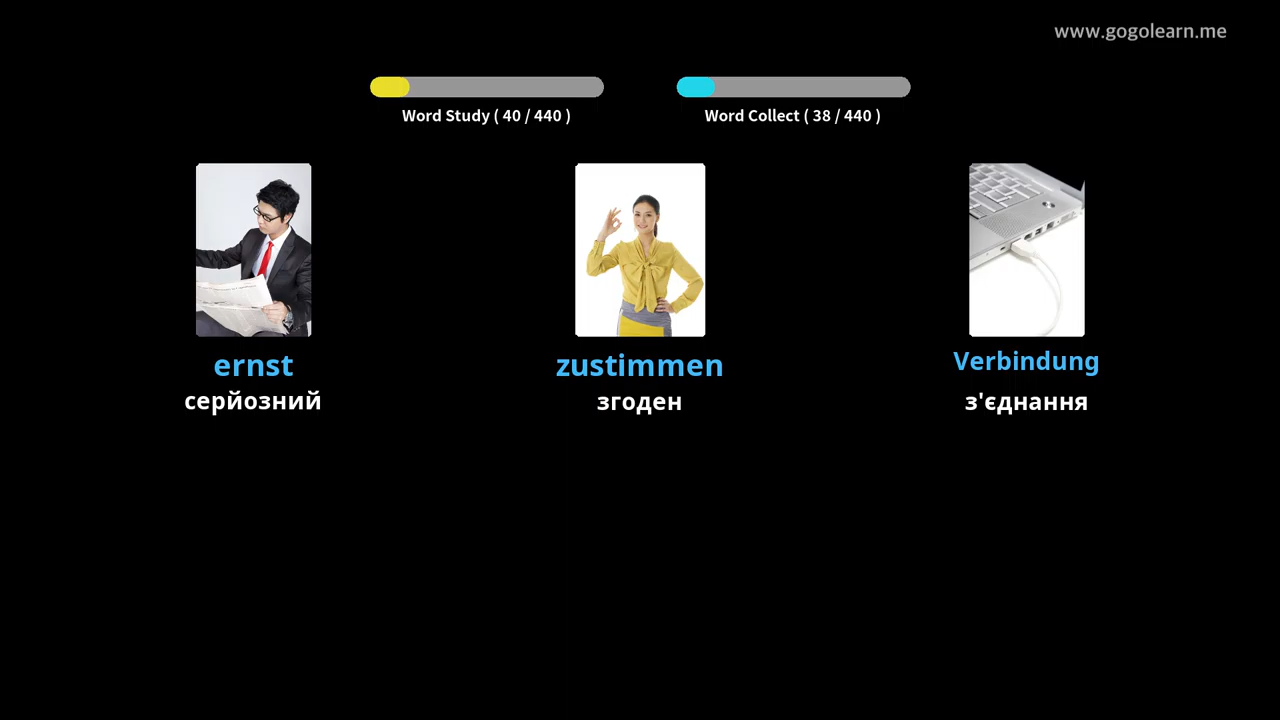 www.gogolearn.me
Word Study ( 40 / 440 )
Word Collect ( 38 / 440 )
ernst
zustimmen
Verbindung
серйозний
згоден
з'єднання